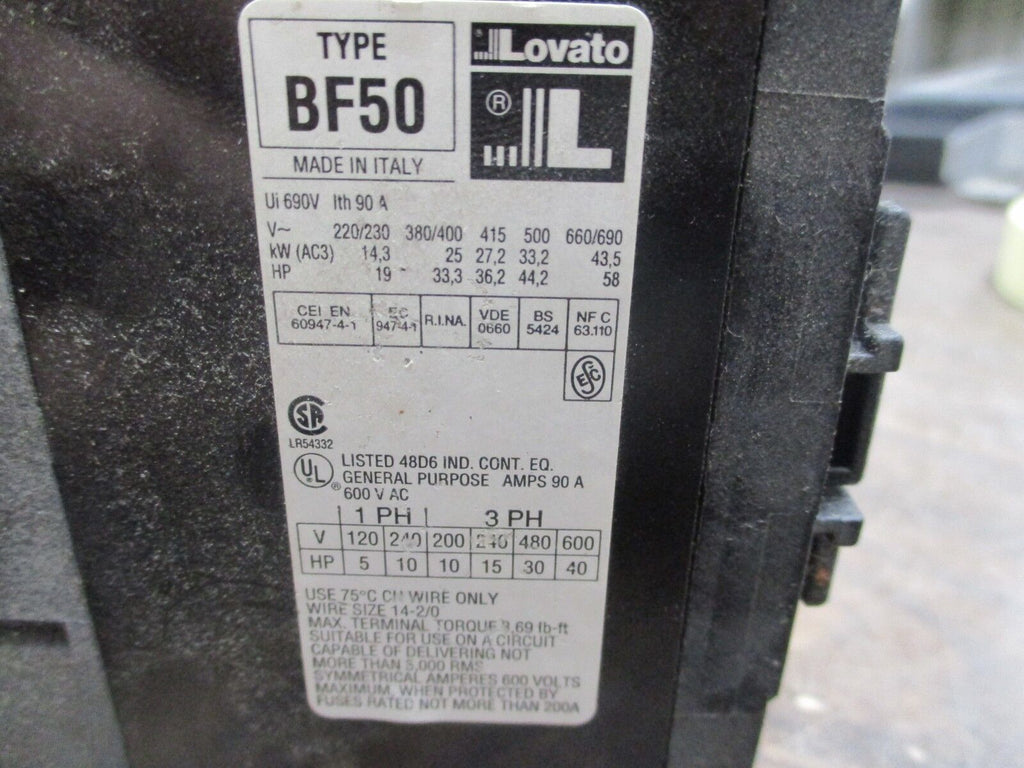 TYPE
BF50
MADE IN ITALY
Lovato
®
L
Ui 690V Ith 90 A
V~ 220/230 380/400 415 500 660/690
kW (AC3) 14,3 25 27,2 33,2 43,5
HP 19 33,3 36,2 44,2 58
CEI EN
60947-4-1
947-4-1
R.I.NA.
VDE
0660
BS
5424
NF C
63.110
ESC
SA
LR54332
UL ®
LISTED 48D6 IND. CONT. EQ.
GENERAL PURPOSE AMPS 90 A
600 V AC
1 PH 3 PH
V 120 240 200 240 480 600
HP 5 10 10 15 30 40
USE 75°C CU WIRE ONLY
WIRE SIZE 14-2/0
MAX. TERMINAL TORQUE 3,69 lb-ft
SUITABLE FOR USE ON A CIRCUIT
CAPABLE OF DELIVERING NOT
MORE THAN 5,000 RMS
SYMMETRICAL AMPERES 600 VOLTS
MAXIMUM, WHEN PROTECTED BY
FUSES RATED NOT MORE THAN 200A